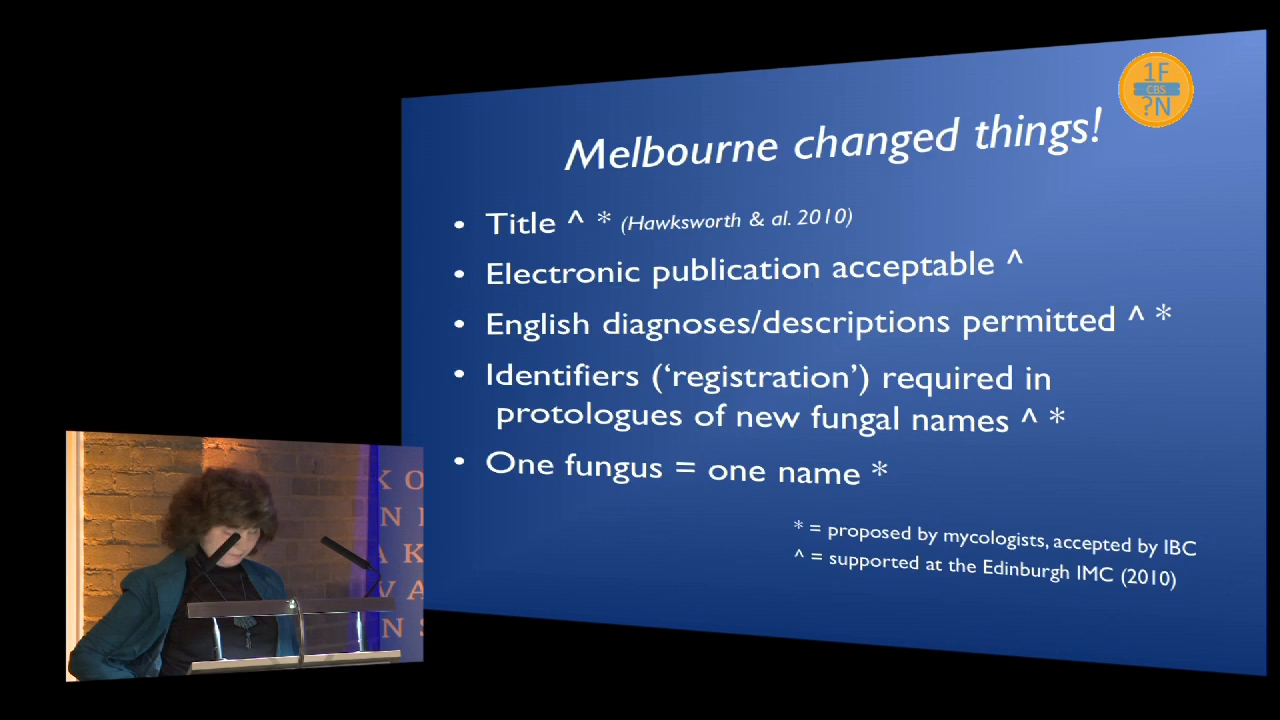 1F
CBS
?N
Melbourne changed things!
• Title ^ * (Hawksworth & al. 2010)
• Electronic publication acceptable ^
• English diagnoses/descriptions permitted ^ *
• Identifiers (‘registration’) required in
protologues of new fungal names ^ *
• One fungus = one name *
* = proposed by mycologists, accepted by IBC
^ = supported at the Edinburgh IMC (2010)
K O
N
A K
V A
N S